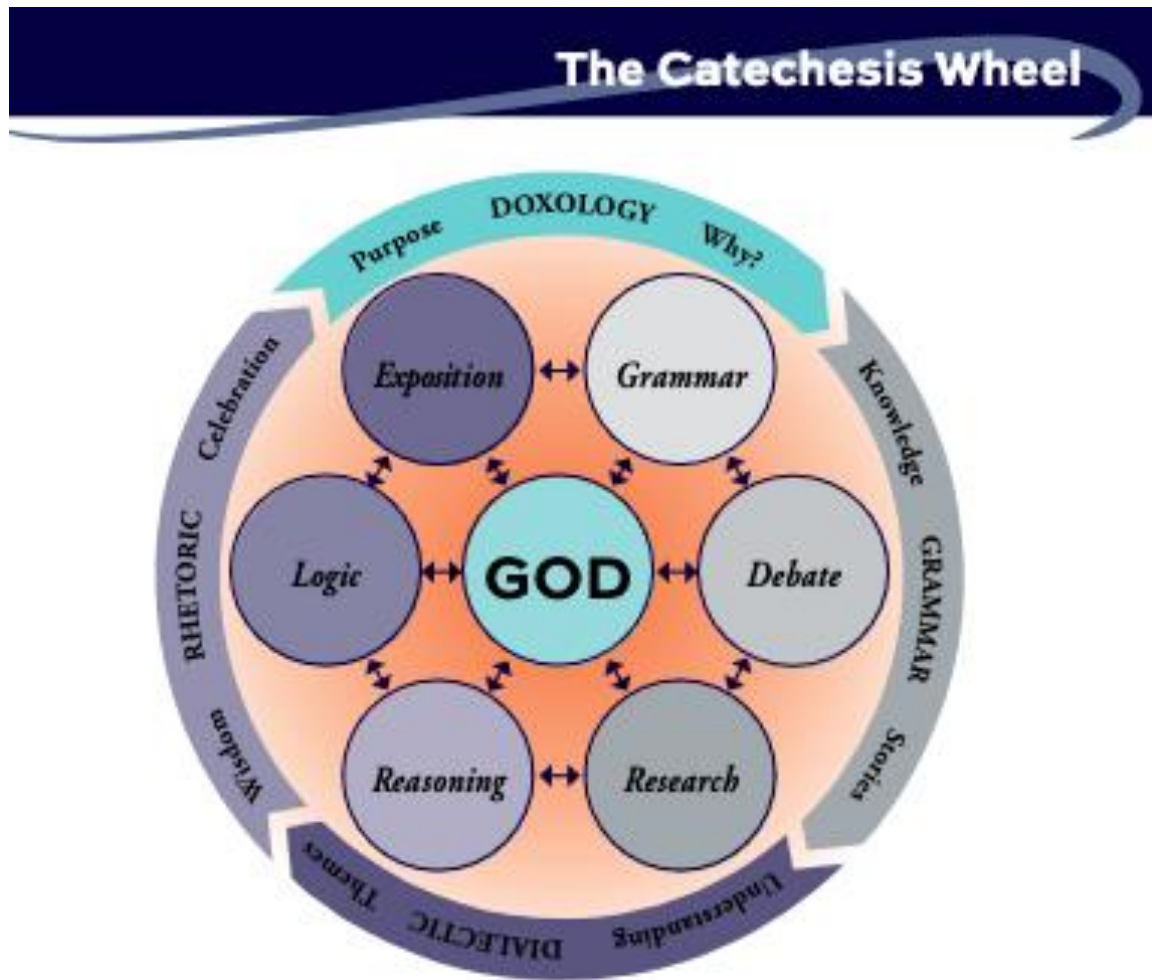 The Catechesis Wheel
Purpose DOXOLOGY Why?
Knowledge GRAMMAR Stories
Understanding DIALECTIC Themes
Wisdom RHETORIC Celebration
Exposition
Grammar
Logic
GOD
Debate
Reasoning
Research